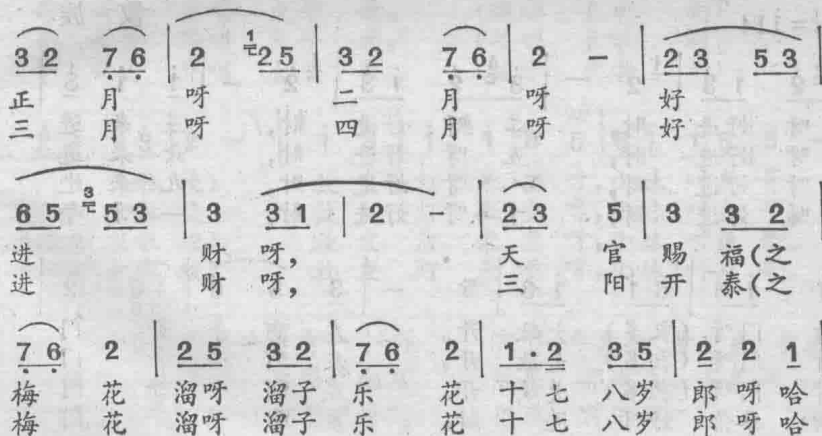 3 2 7 6 | 2 1 2 5 | 3 2 7 6 | 2 - | 2 3 5 3 |
正 月 呀 二 月 呀 好
三 月 呀 四 月 呀 好
6 5 3 5 3 | 3 3 1 | 2 - | 2 3 5 | 3 3 2
进 财 呀, 天 官 赐 福(之
进 财 呀, 三 阳 开 泰(之
7 6 2 | 2 5 3 2 | 7 6 2 | 1·2 3 5 | 2 2 1
梅 花 溜呀 溜子 乐 花 十七 八岁 郎 呀 哈
梅 花 溜呀 溜子 乐 花 十七 八岁 郎 呀 哈